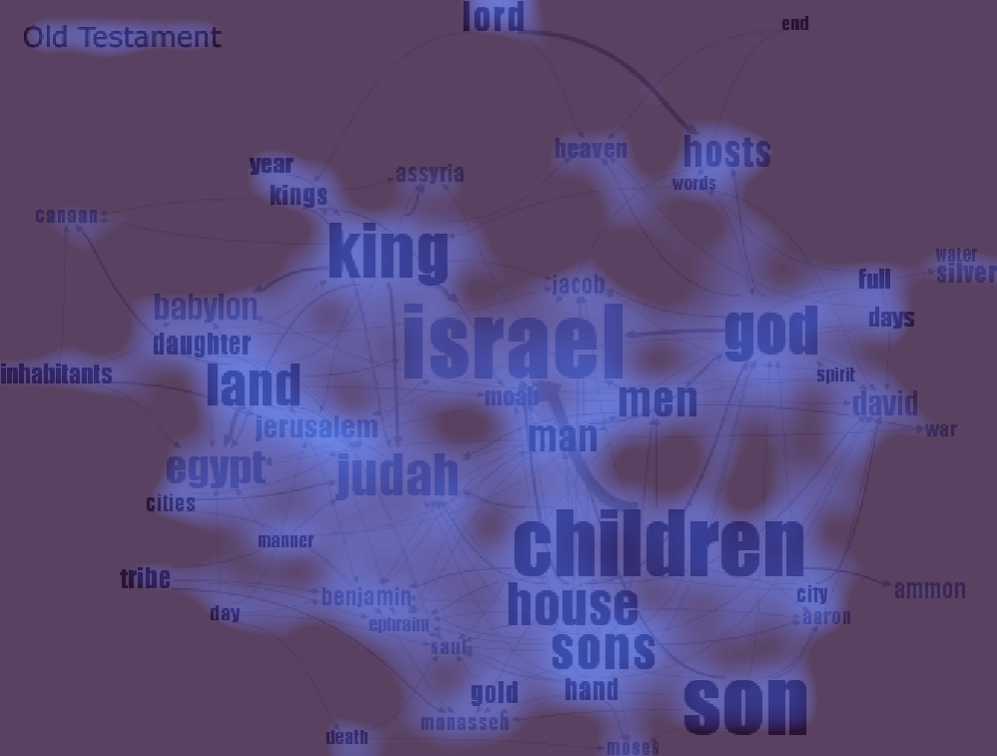 lord
end
Old Testament
heaven
hosts
year
assyria
words
kings
canaan
king
water
silver
jacob
full
babylon
israel
god
days
daughter
inhabitants
land
spirit
moab
men
david
jerusalem
man
war
egypt
judah
cities
children
manner
tribe
benjamin
house
city
ammon
day
ephraim
aaron
saul
sons
gold
hand
son
manasseh
death
moses